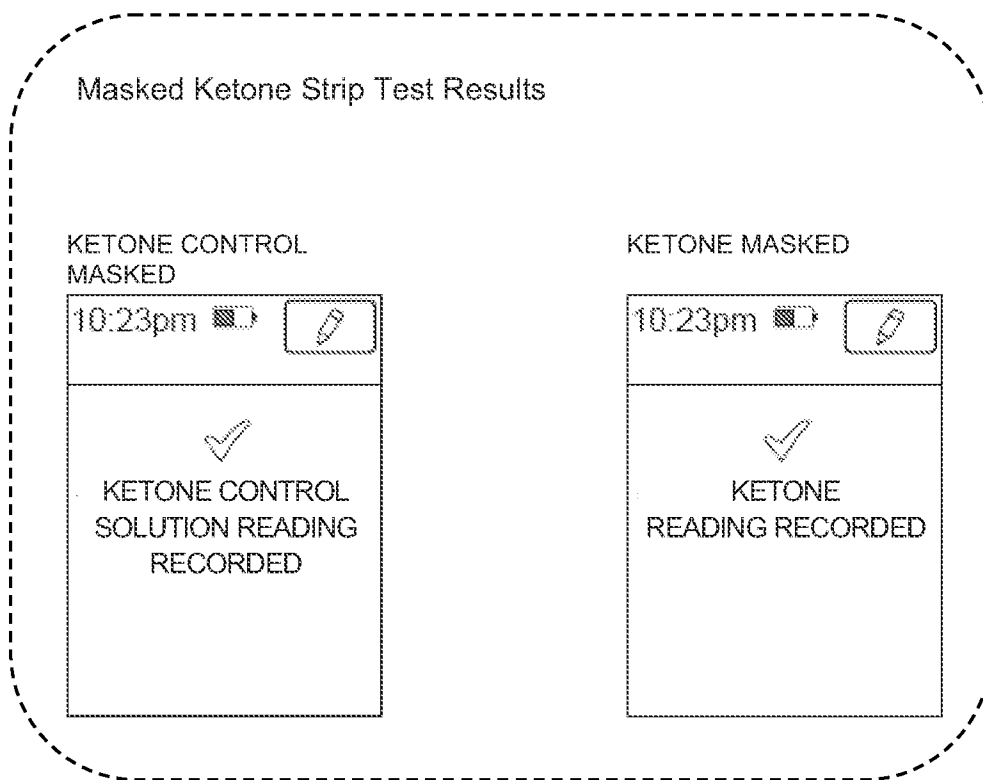 Masked Ketone Strip Test Results
KETONE CONTROL
MASKED
10:23pm
KETONE CONTROL
SOLUTION READING
RECORDED
KETONE MASKED
10:23pm
KETONE
READING RECORDED